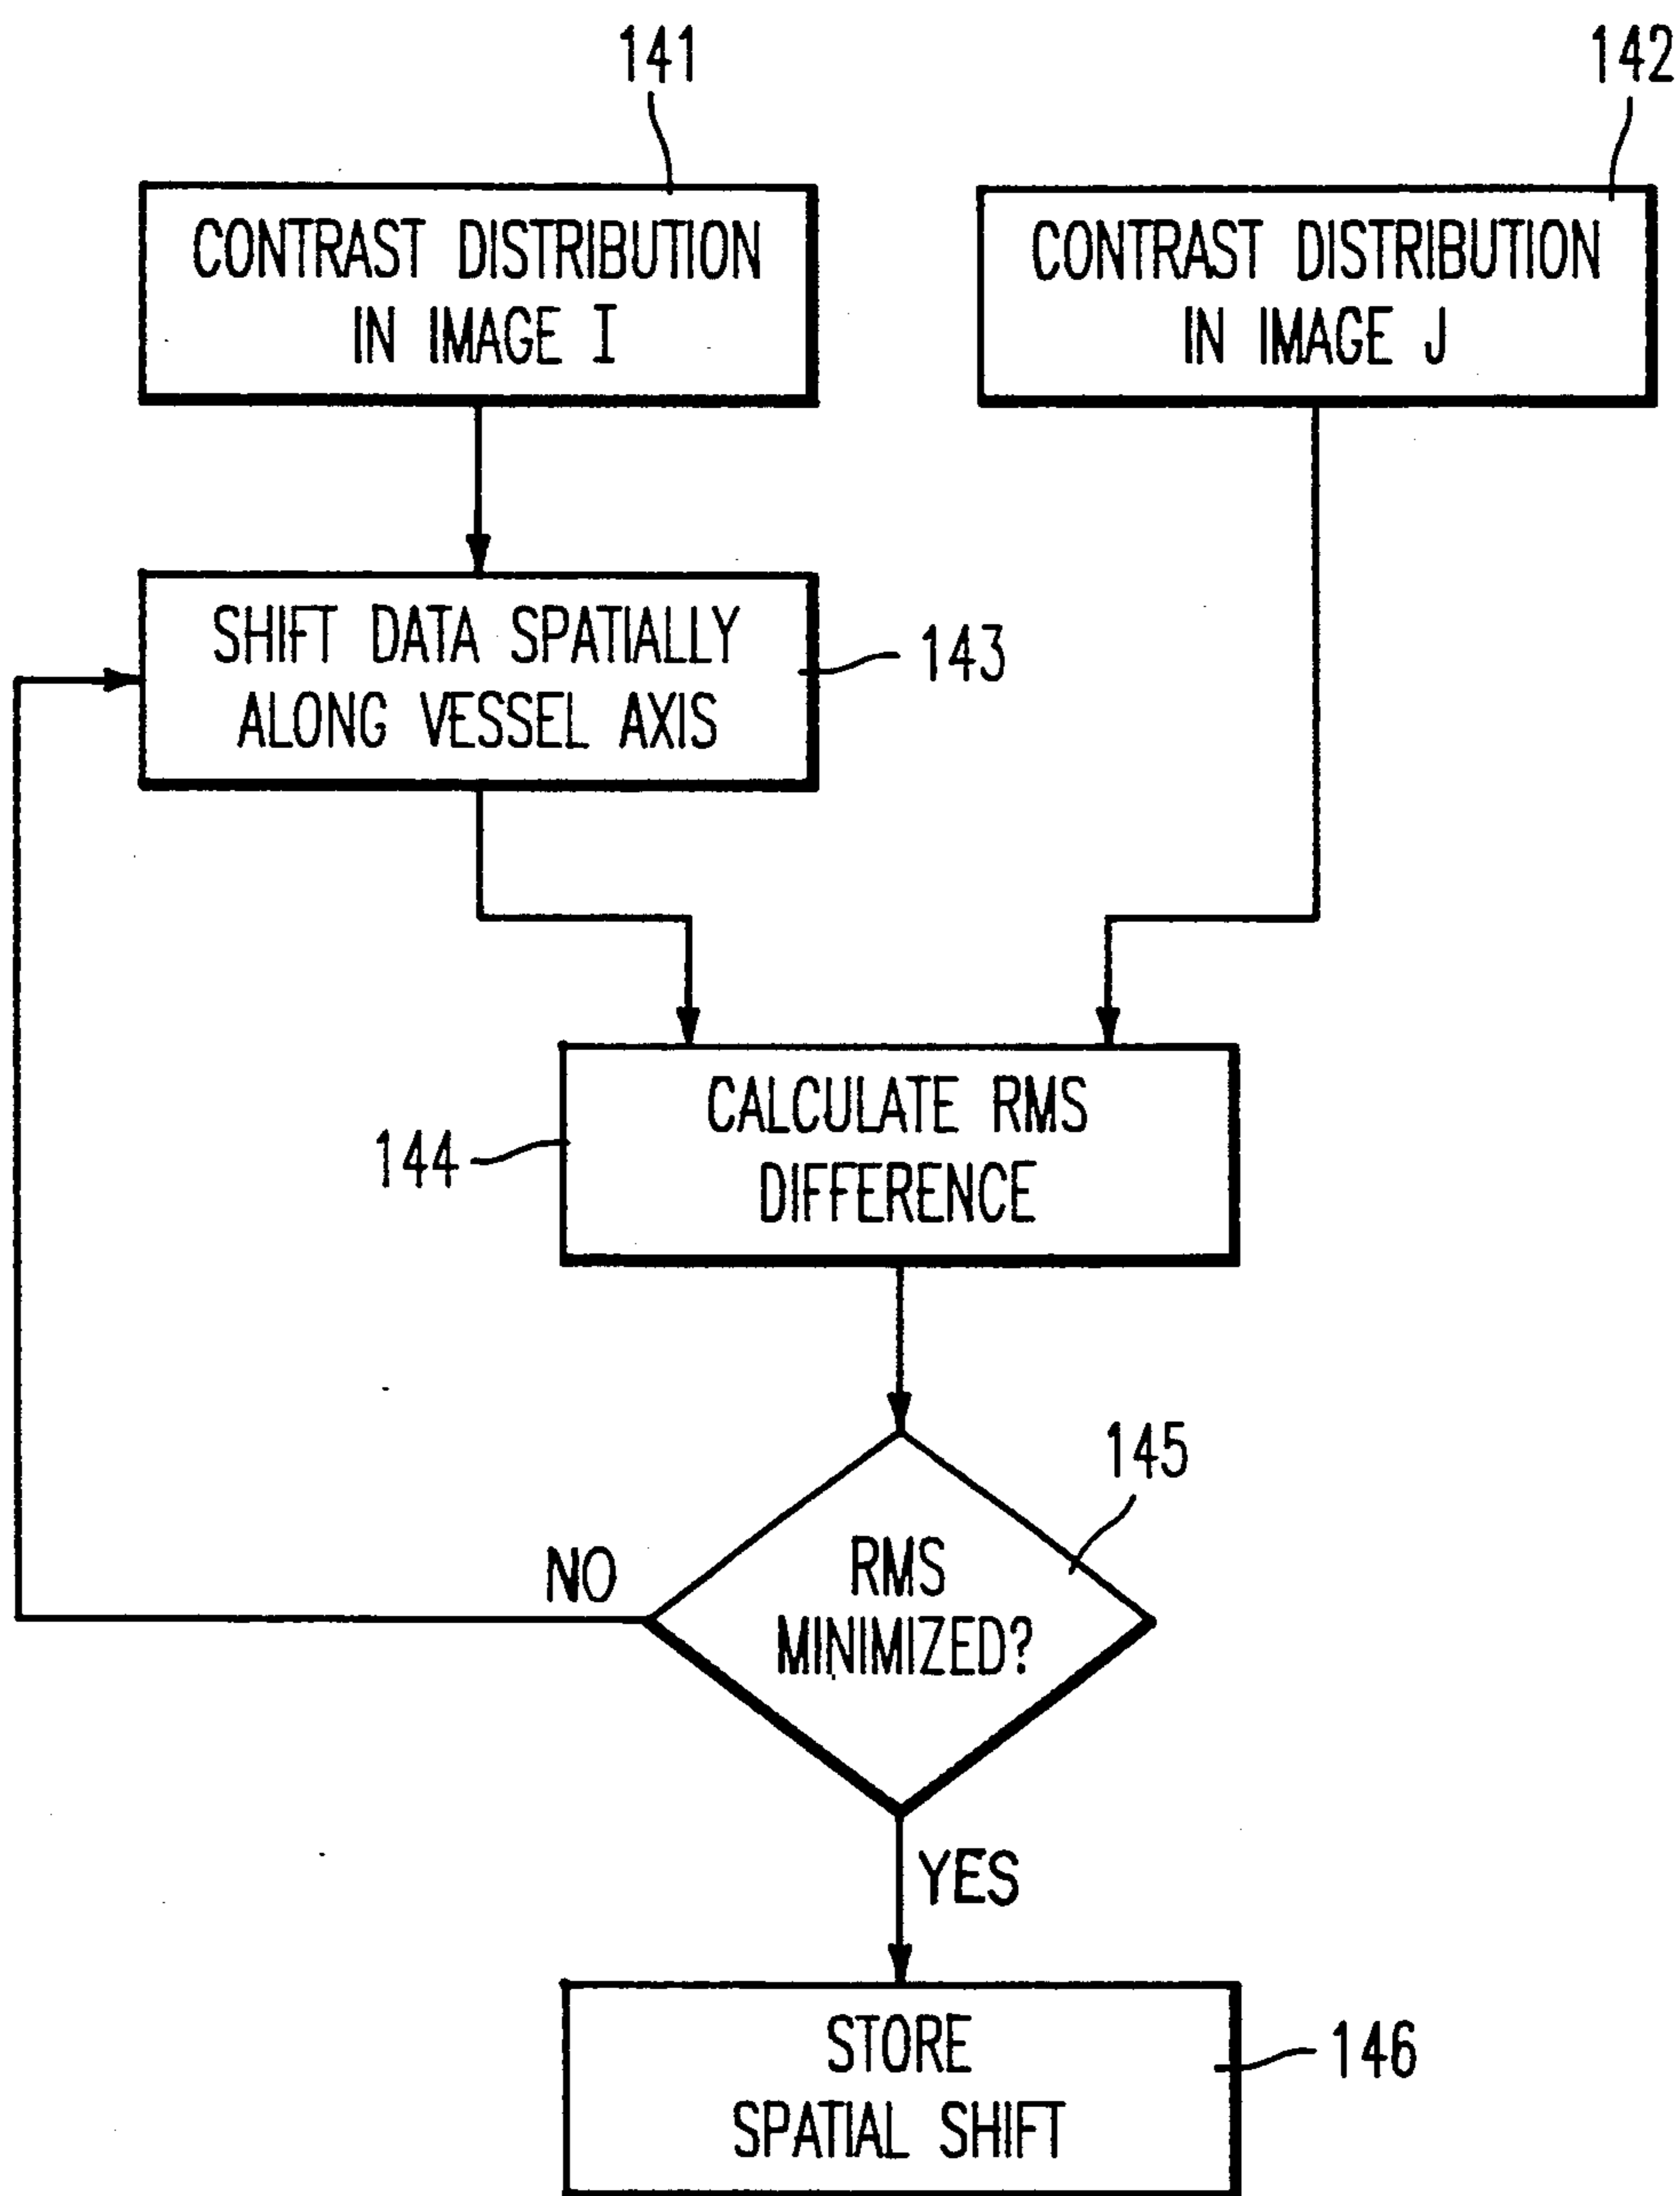 141
142
CONTRAST DISTRIBUTION
IN IMAGE I
CONTRAST DISTRIBUTION
IN IMAGE J
SHIFT DATA SPATIALLY
ALONG VESSEL AXIS
143
CALCULATE RMS
DIFFERENCE
144
145
RMS
MINIMIZED?
NO
YES
STORE
SPATIAL SHIFT
146